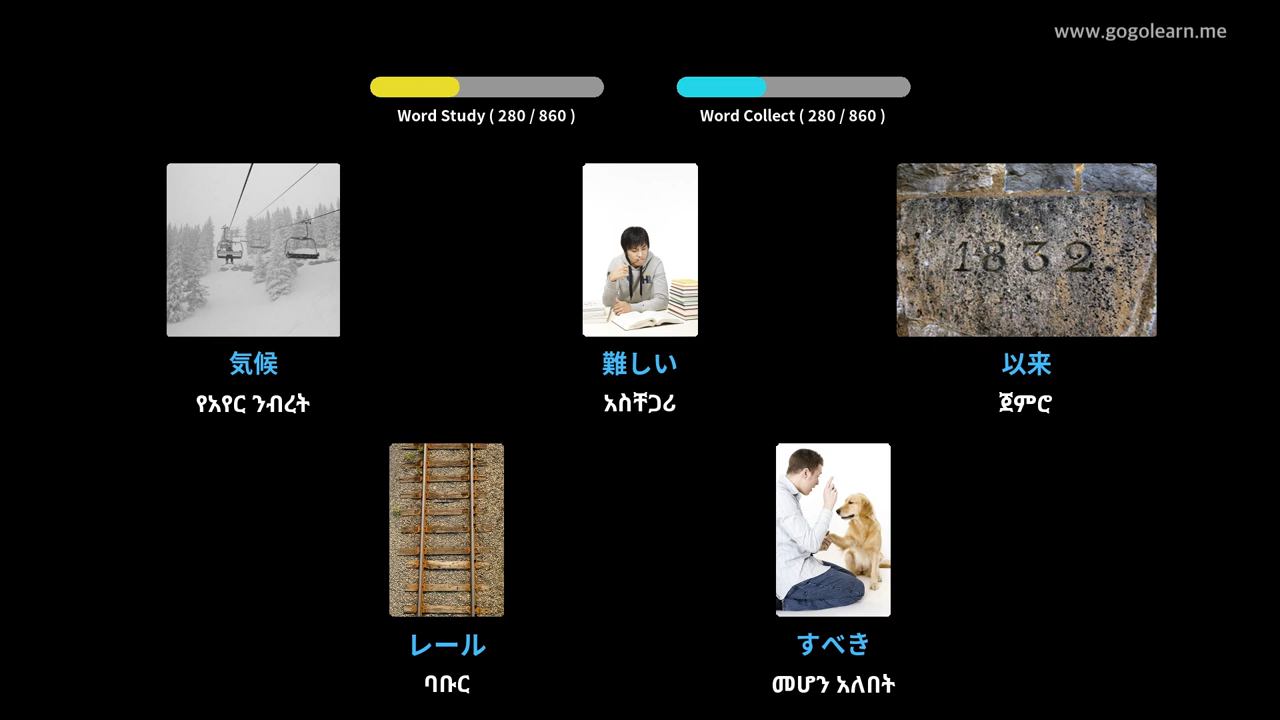 www.gogolearn.me
Word Study ( 280 / 860 )
Word Collect ( 280 / 860 )
1832.
気候
難しい
以来
የአየር ንብረት
አስቸጋሪ
ጀምሮ
レール
すべき
ባቡር
መሆን አለበት